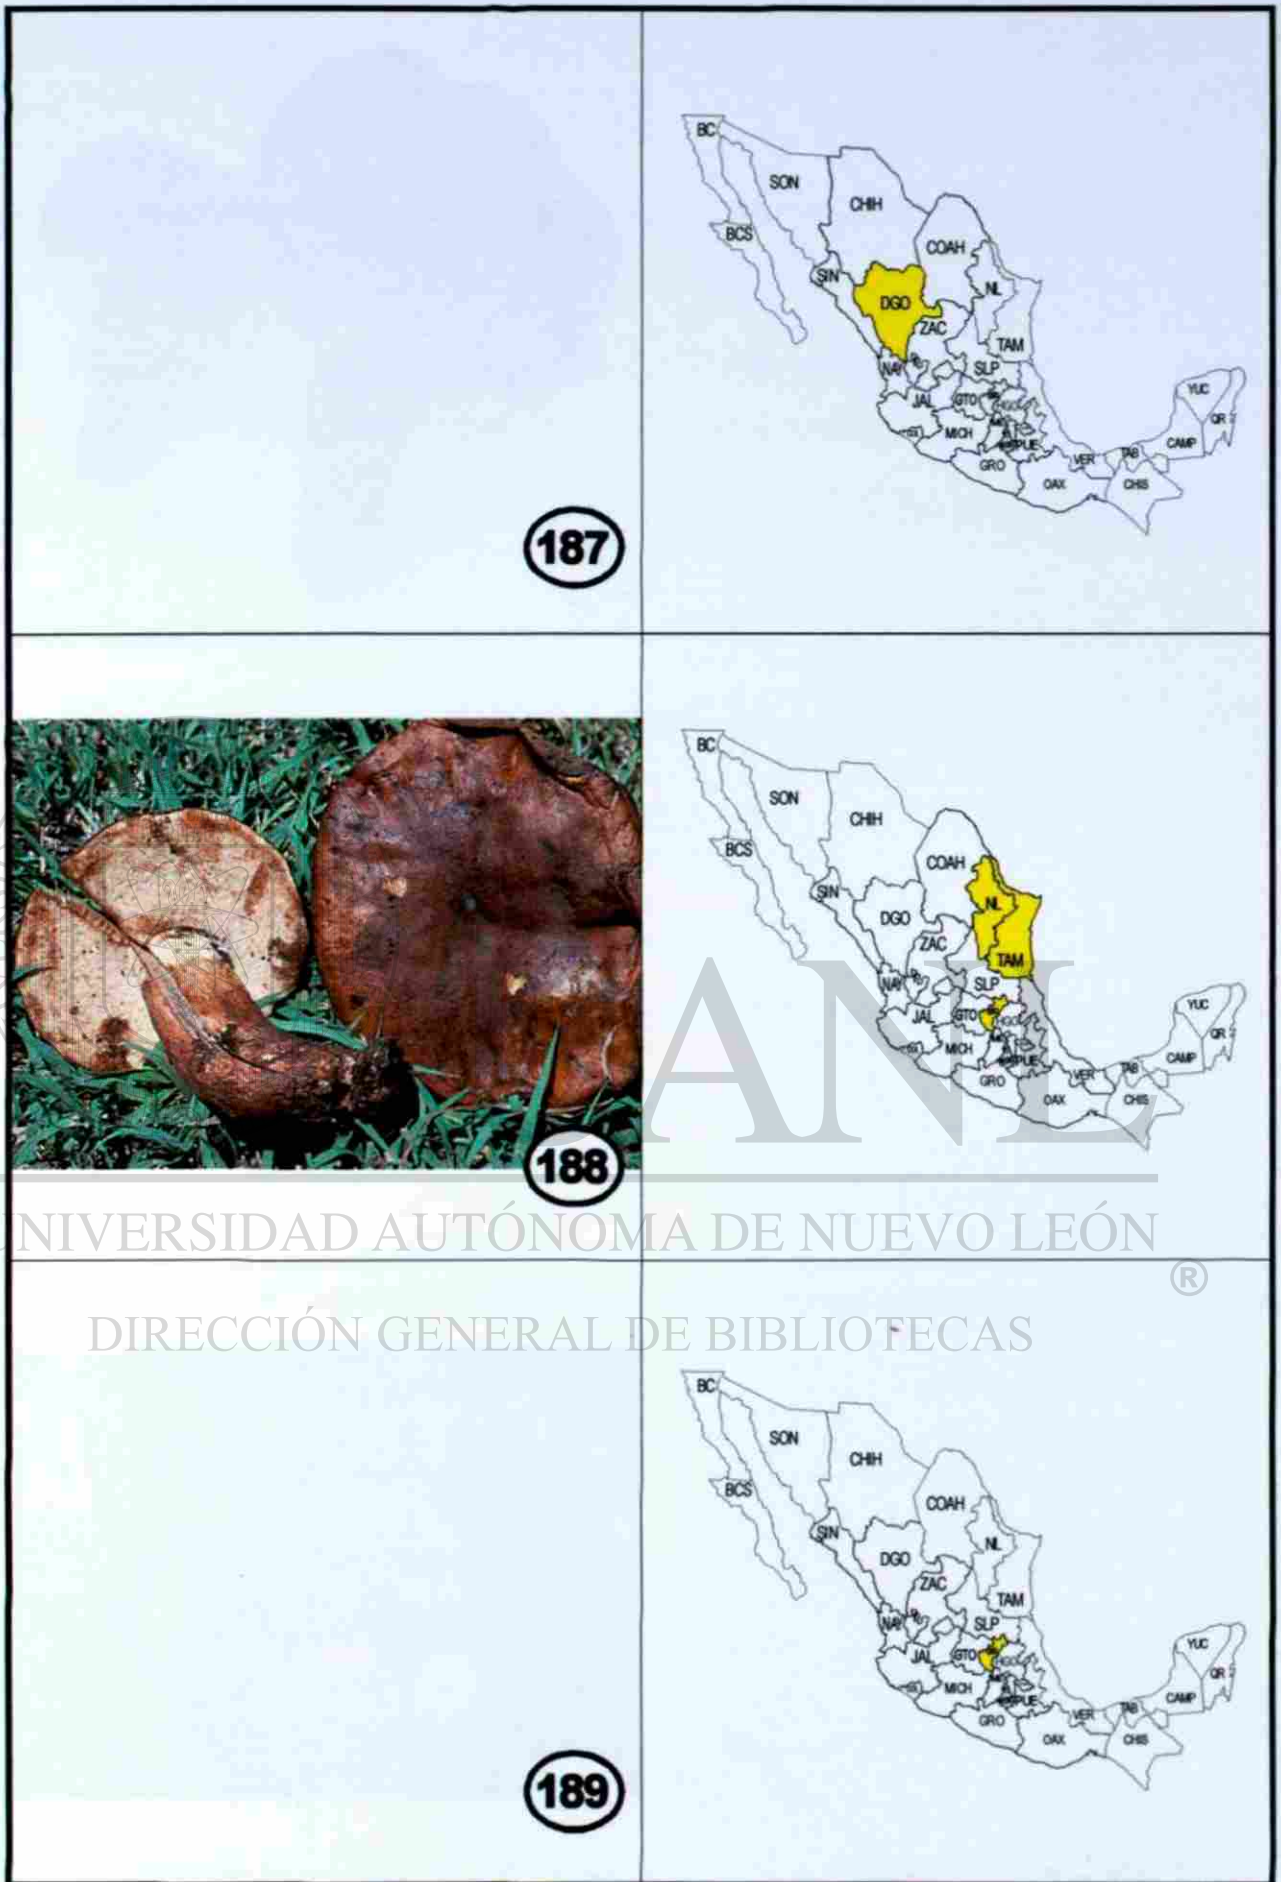 BC
SON
CHIH
BCS
COAH
SIN
NL
DGO
ZAC
TAM
NAY
SLP
JAL
GTO
HGO
MICH
PUE
GRO
VER
OAX
TAB
CHIS
CAMP
YUC
QR
187
BC
SON
CHIH
BCS
COAH
SIN
NL
DGO
ZAC
TAM
NAY
SLP
JAL
GTO
HGO
MICH
PUE
GRO
VER
OAX
TAB
CHIS
CAMP
YUC
QR
188
UANL
UNIVERSIDAD AUTÓNOMA DE NUEVO LEÓN
®
DIRECCIÓN GENERAL DE BIBLIOTECAS
BC
SON
CHIH
BCS
COAH
SIN
NL
DGO
ZAC
TAM
NAY
SLP
JAL
GTO
HGO
MICH
PUE
GRO
VER
OAX
TAB
CHIS
CAMP
YUC
QR
189